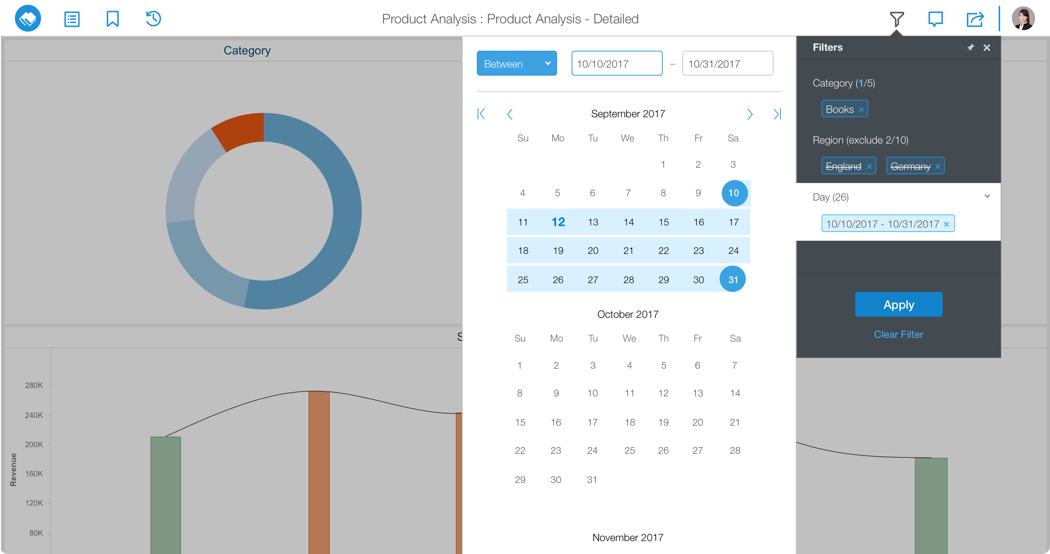 Product Analysis : Product Analysis - Detailed
Category
Between
10/10/2017 – 10/31/2017
September 2017
Su Mo Tu We Th Fr Sa
1 2 3
4 5 6 7 8 9 10
11 12 13 14 15 16 17
18 19 20 21 22 23 24
25 26 27 28 29 30 31
October 2017
Su Mo Tu We Th Fr Sa
1 2 3 4 5 6 7
8 9 10 11 12 13 14
15 16 17 18 19 20 21
22 23 24 25 26 27 28
29 30 31
November 2017
Filters
Category (1/5)
Books ×
Region (exclude 2/10)
England × Germany ×
Day (26)
10/10/2017 - 10/31/2017 ×
Apply
Clear Filter
S
Revenue
280K
240K
200K
160K
120K
80K